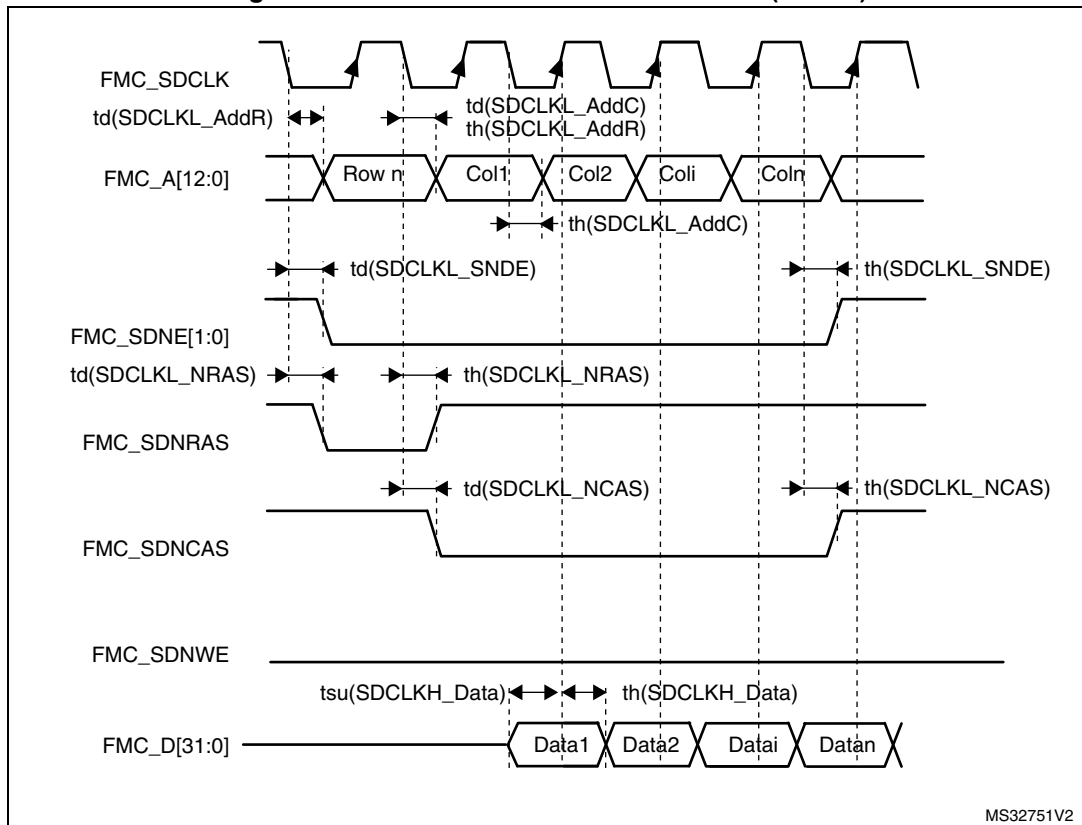 FMC_SDCLK
td(SDCLKL_AddR)
td(SDCLKL_AddC)
th(SDCLKL_AddR)
FMC_A[12:0]
Row n
Col1
Col2
Coli
Coln
th(SDCLKL_AddC)
td(SDCLKL_SNDE)
th(SDCLKL_SNDE)
FMC_SDNE[1:0]
td(SDCLKL_NRAS)
th(SDCLKL_NRAS)
FMC_SDNRAS
td(SDCLKL_NCAS)
th(SDCLKL_NCAS)
FMC_SDNCAS
FMC_SDNWE
tsu(SDCLKH_Data)
th(SDCLKH_Data)
FMC_D[31:0]
Data1
Data2
Datai
Datan
MS32751V2